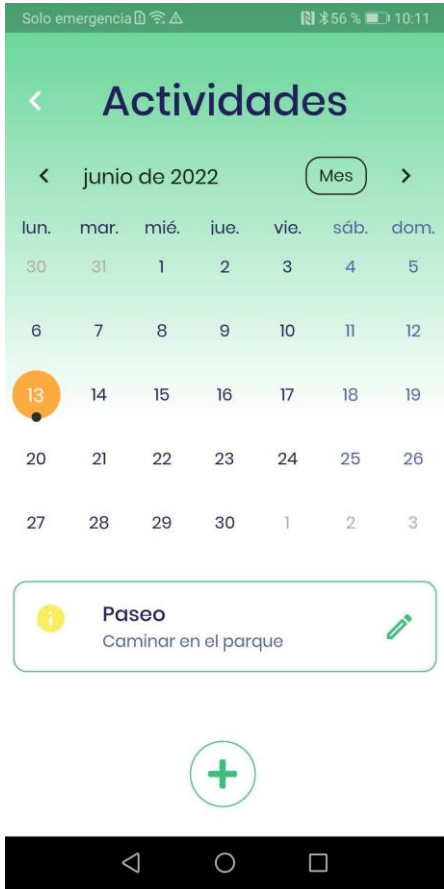 Solo emergencia 56 % 10:11
Actividades
junio de 2022 Mes
lun. mar. mié. jue. vie. sáb. dom.
30 31 1 2 3 4 5
6 7 8 9 10 11 12
13 14 15 16 17 18 19
20 21 22 23 24 25 26
27 28 29 30 1 2 3
Paseo
Caminar en el parque